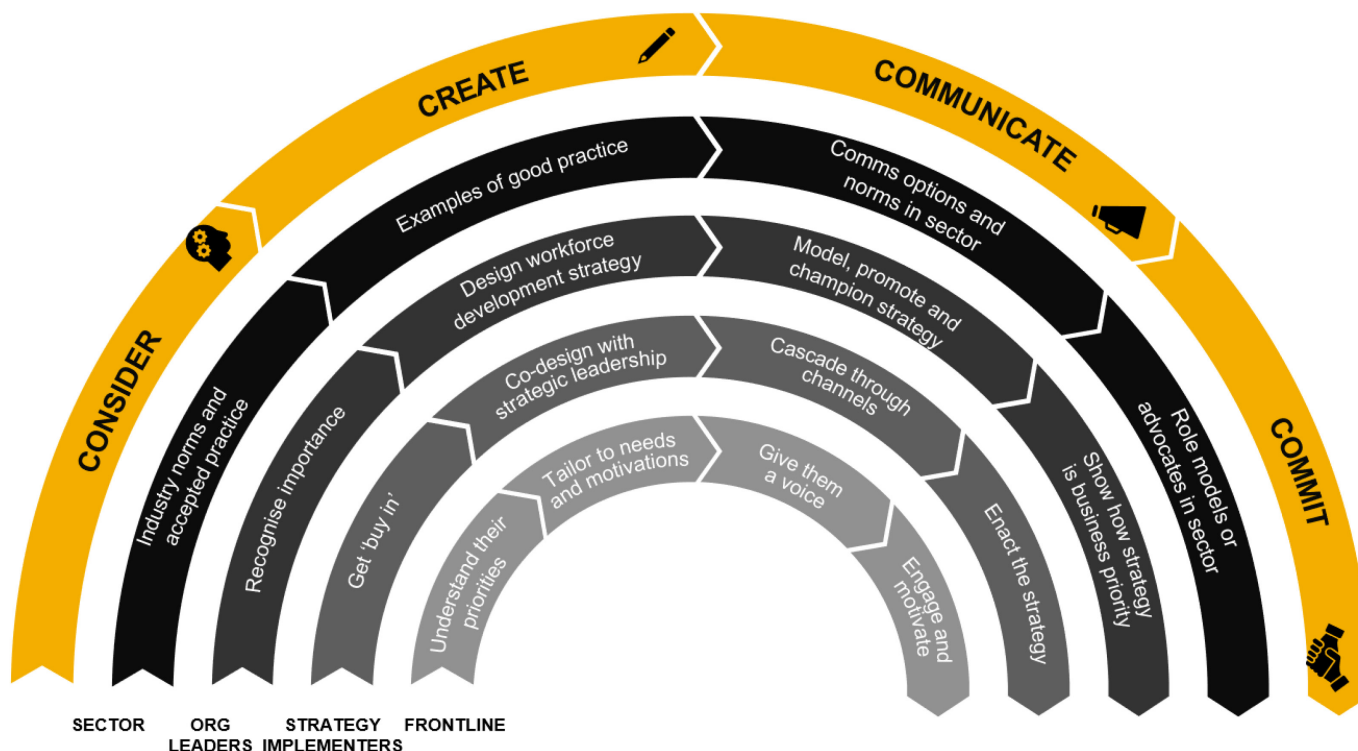 CONSIDER
CREATE
COMMUNICATE
COMMIT
Industry norms and
accepted practice
Examples of good practice
Comms options and
norms in sector
Role models or
advocates in sector
Recognise importance
Design workforce
development strategy
Model, promote and
champion strategy
Show how strategy
is business priority
Get ‘buy in’
Co-design with
strategic leadership
Cascade through
channels
Enact the strategy
Understand their
priorities
Tailor to needs
and motivations
Give them
a voice
Engage and
motivate
SECTOR
ORG
LEADERS
STRATEGY
IMPLEMENTERS
FRONTLINE